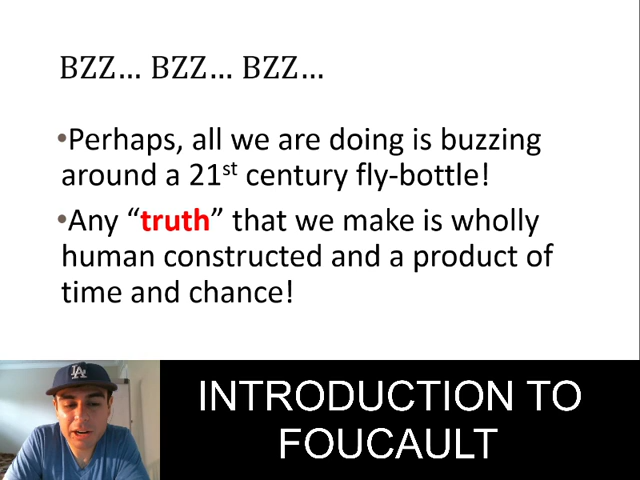 BZZ… BZZ… BZZ…
•Perhaps, all we are doing is buzzing
around a 21st century fly-bottle!
•Any “truth” that we make is wholly
human constructed and a product of
time and chance!
LA
INTRODUCTION TO
FOUCAULT